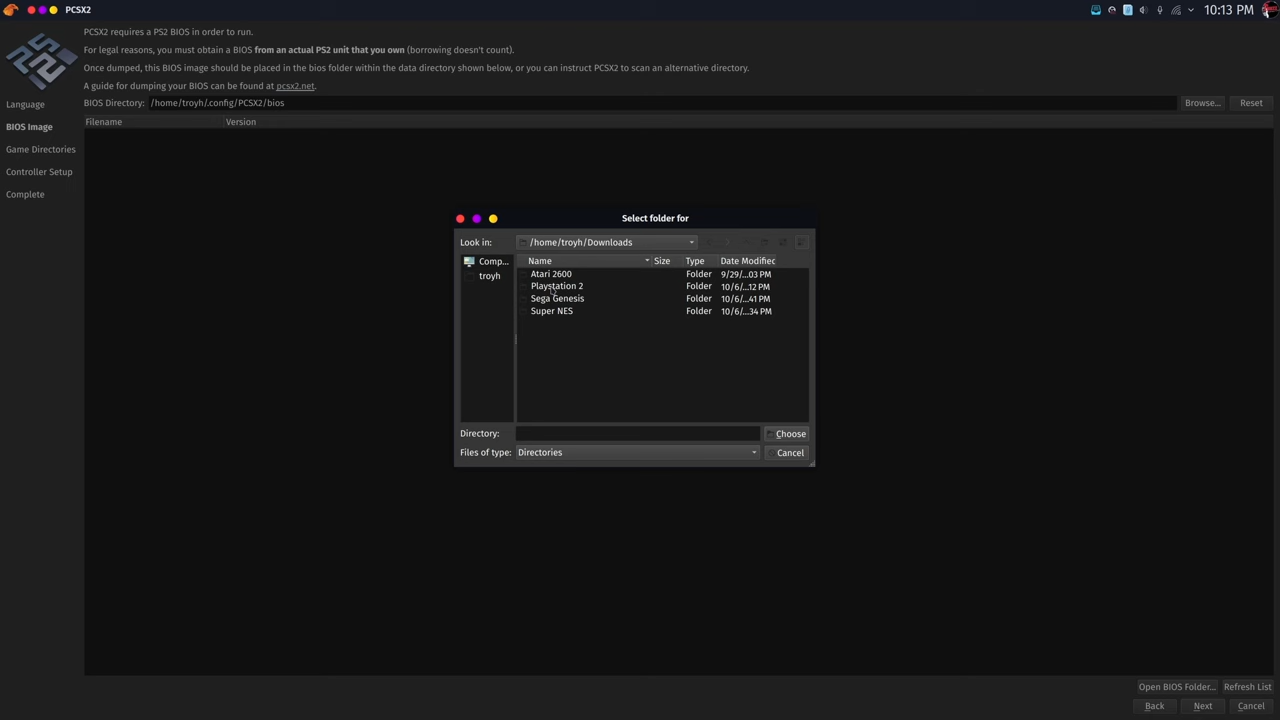 PCSX2
10:13 PM
PCSX2 requires a PS2 BIOS in order to run.
For legal reasons, you must obtain a BIOS from an actual PS2 unit that you own (borrowing doesn't count).
Once dumped, this BIOS image should be placed in the bios folder within the data directory shown below, or you can instruct PCSX2 to scan an alternative directory.
A guide for dumping your BIOS can be found at pcsx2.net.
Language
BIOS Directory: /home/troyh/.config/PCSX2/bios Browse... Reset
Filename Version
BIOS Image
Game Directories
Controller Setup
Complete
Select folder for
Look in: /home/troyh/Downloads
Comp...
troyh
Name Size Type Date Modified
Atari 2600 Folder 9/29/...03 PM
Playstation 2 Folder 10/6/...12 PM
Sega Genesis Folder 10/6/...41 PM
Super NES Folder 10/6/...34 PM
Directory: Choose
Files of type: Directories Cancel
Open BIOS Folder... Refresh List
Back Next Cancel